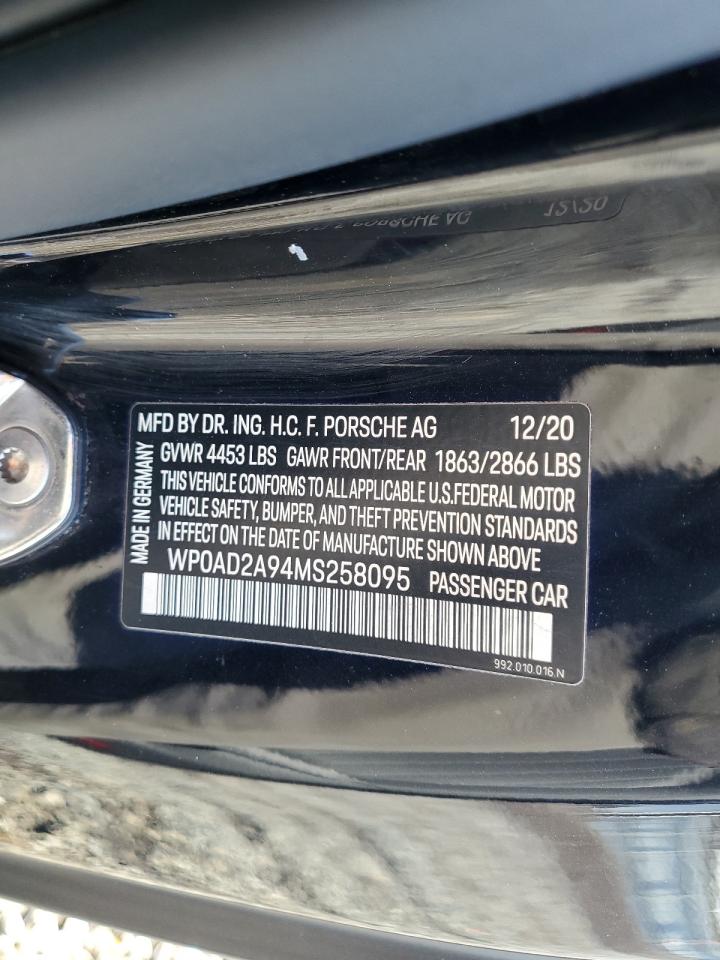 MFD BY DR. ING. H.C. F. PORSCHE AG 12/20
GVWR 4453 LBS GAWR FRONT/REAR 1863/2866 LBS
THIS VEHICLE CONFORMS TO ALL APPLICABLE U.S.FEDERAL MOTOR
VEHICLE SAFETY, BUMPER, AND THEFT PREVENTION STANDARDS
IN EFFECT ON THE DATE OF MANUFACTURE SHOWN ABOVE
WP0AD2A94MS258095 PASSENGER CAR
992.010.016.N
MADE IN GERMANY